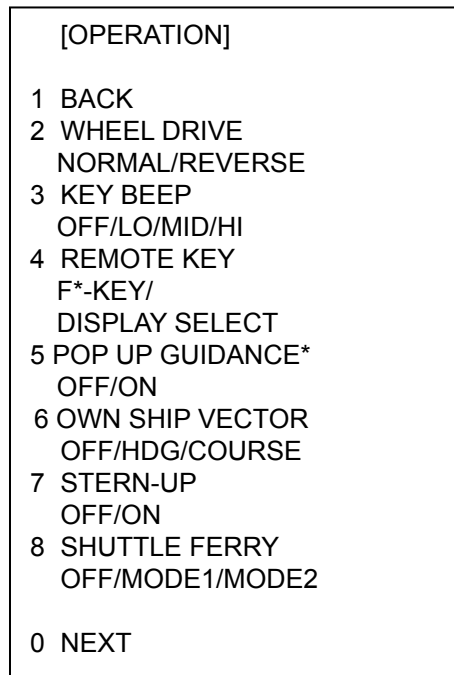 [OPERATION]
1 BACK
2 WHEEL DRIVE
NORMAL/REVERSE
3 KEY BEEP
OFF/LO/MID/HI
4 REMOTE KEY
F*-KEY/
DISPLAY SELECT
5 POP UP GUIDANCE*
OFF/ON
6 OWN SHIP VECTOR
OFF/HDG/COURSE
7 STERN-UP
OFF/ON
8 SHUTTLE FERRY
OFF/MODE1/MODE2
0 NEXT